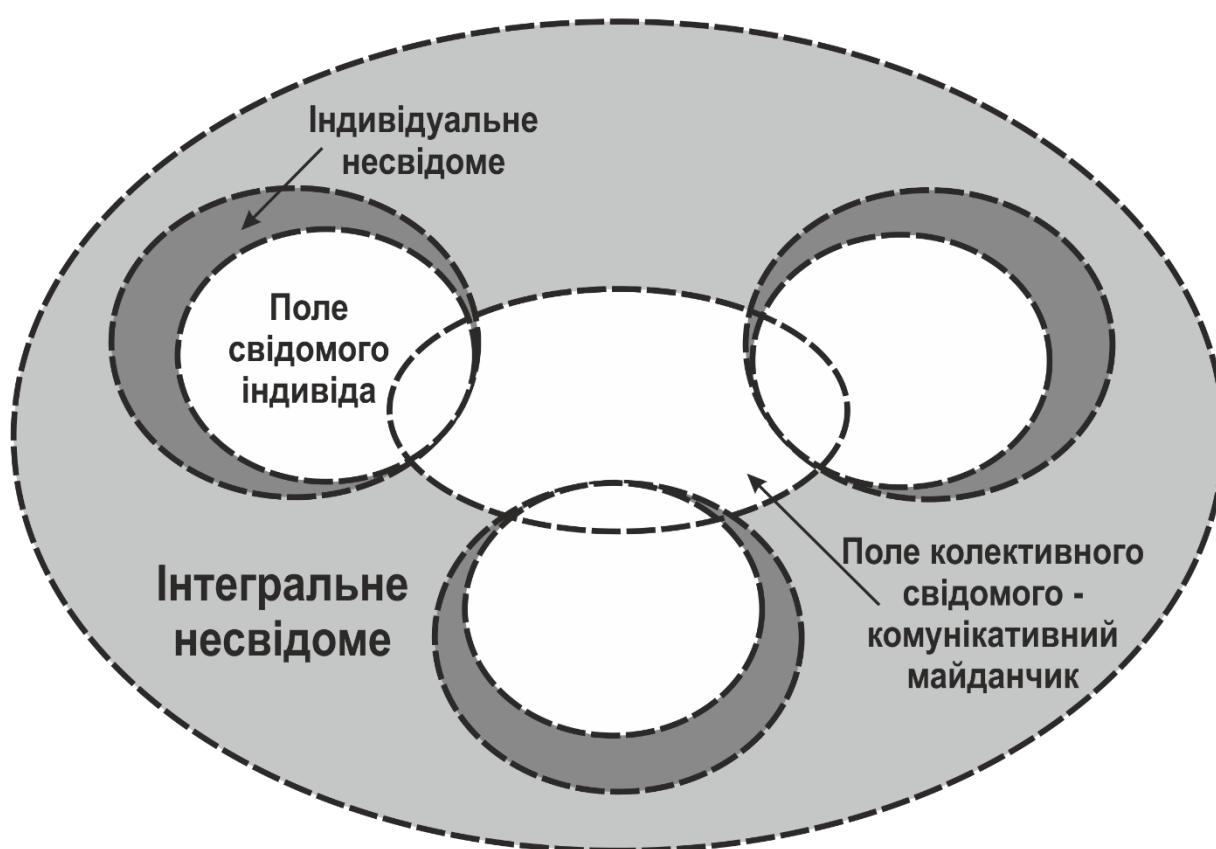 Індивідуальне
несвідоме
Поле
свідомого
індивіда
Інтегральне
несвідоме
Поле колективного
свідомого -
комунікативний
майданчик